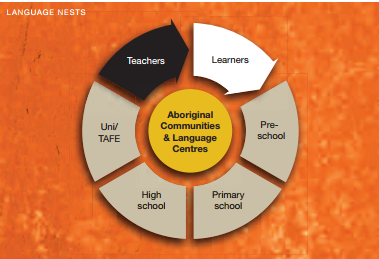 LANGUAGE NESTS
Teachers
Learners
Pre-
school
Primary
school
High
school
Uni/
TAFE
Aboriginal
Communities
& Language
Centres